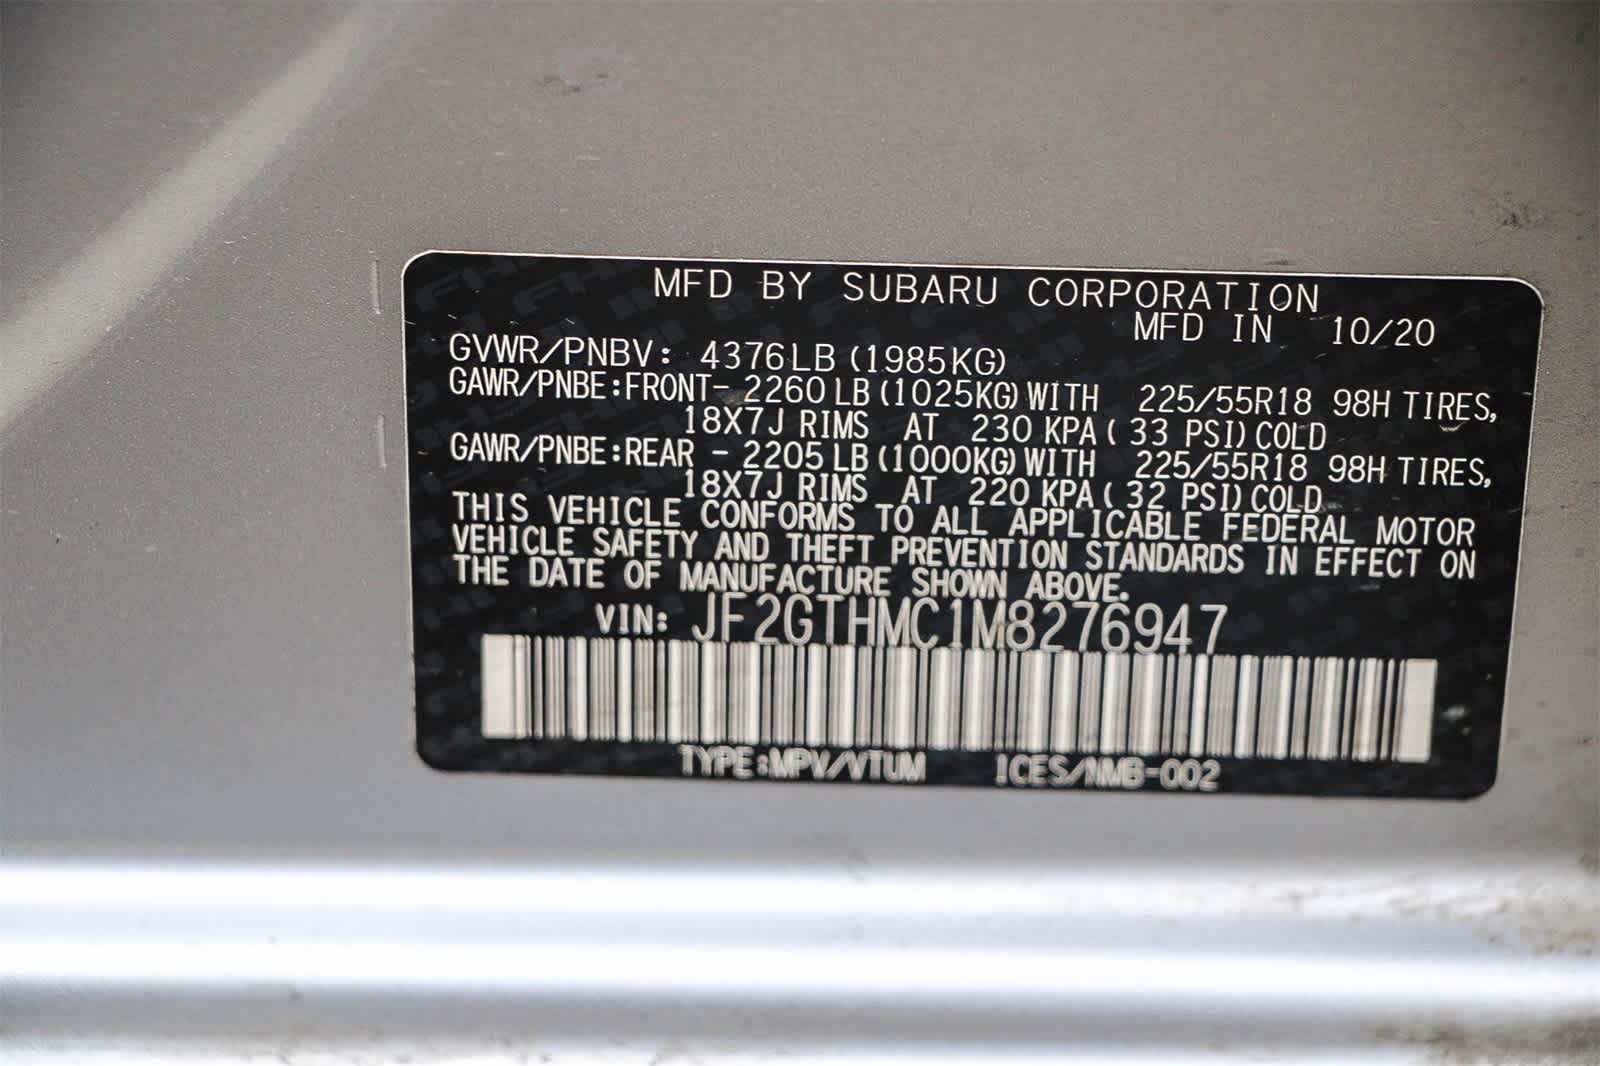 MFD BY SUBARU CORPORATION
MFD IN 10/20
GVWR/PNBV: 4376LB (1985KG)
GAWR/PNBE:FRONT- 2260LB (1025KG) WITH 225/55R18 98H TIRES,
18X7J RIMS AT 230 KPA( 33 PSI) COLD
GAWR/PNBE:REAR - 2205LB (1000KG) WITH 225/55R18 98H TIRES,
18X7J RIMS AT 220 KPA( 32 PSI) COLD
THIS VEHICLE CONFORMS TO ALL APPLICABLE FEDERAL MOTOR
VEHICLE SAFETY AND THEFT PREVENTION STANDARDS IN EFFECT ON
THE DATE OF MANUFACTURE SHOWN ABOVE.
VIN: JF2GTHMC1M8276947
TYPE:MPV/VTUM ICES/NMB-002